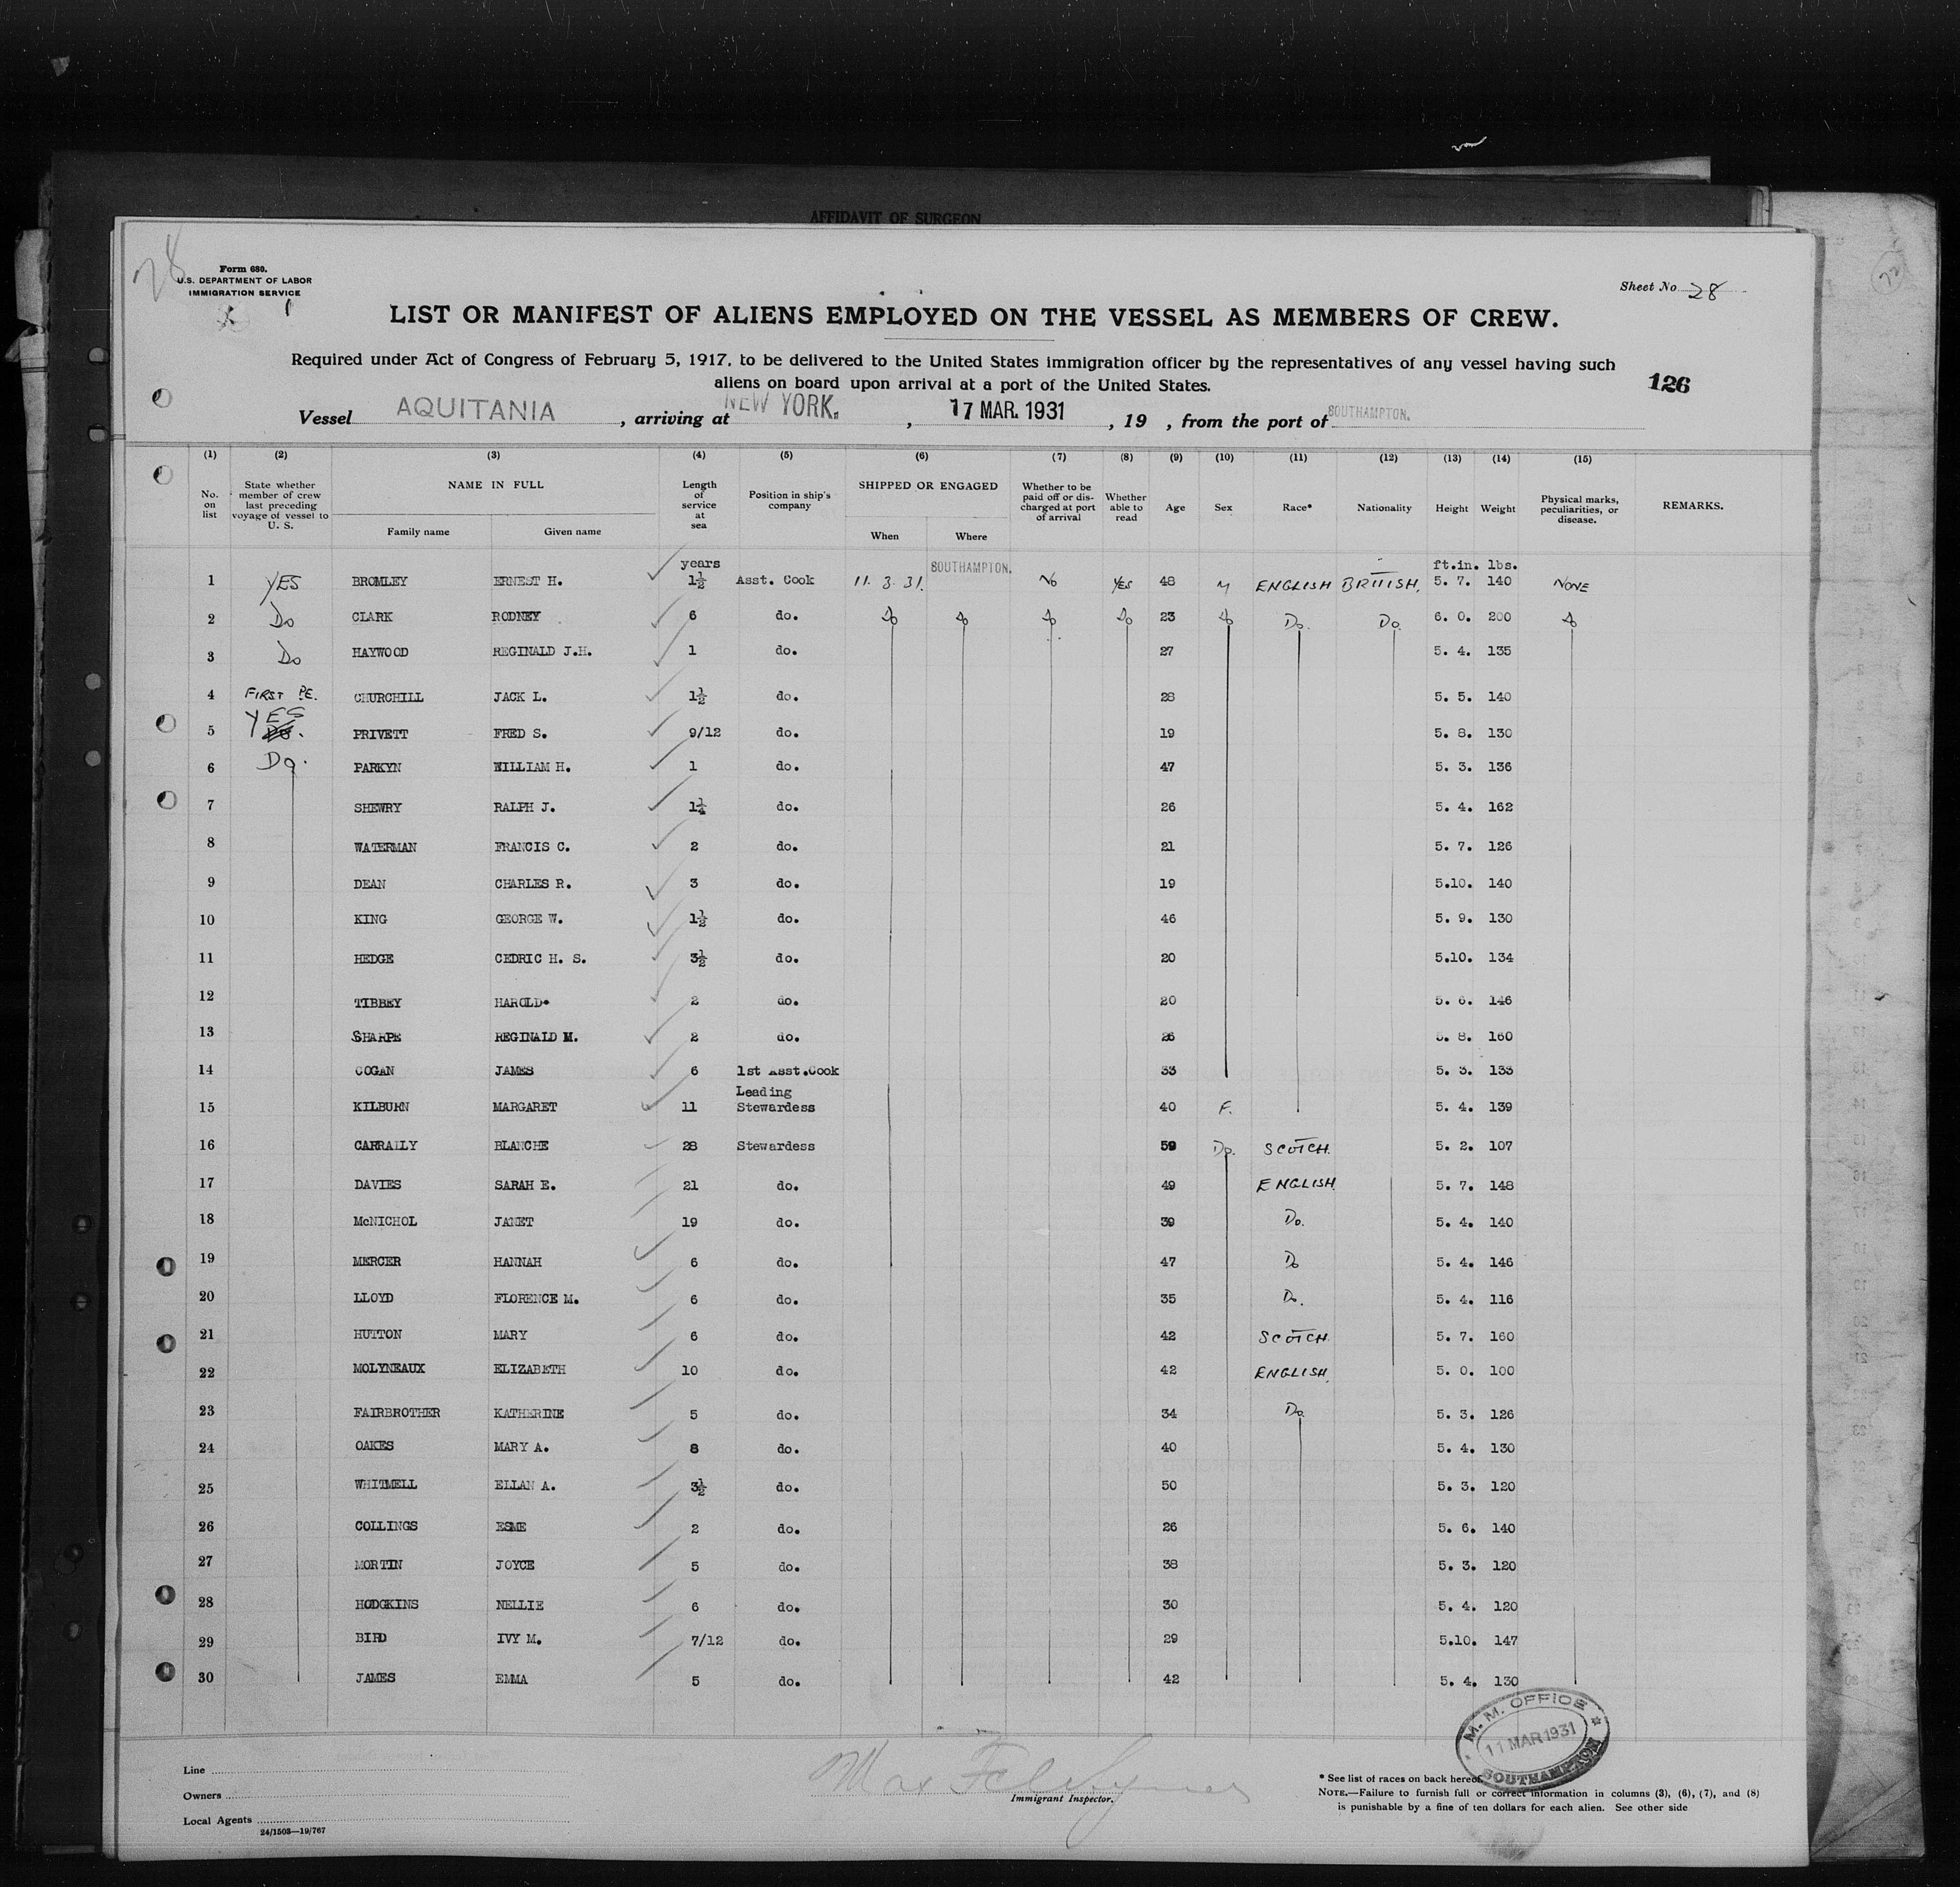 AFFIDAVIT OF SURGEON
28
Form 680.
U.S. DEPARTMENT OF LABOR
IMMIGRATION SERVICE
Sheet No. 28
LIST OR MANIFEST OF ALIENS EMPLOYED ON THE VESSEL AS MEMBERS OF CREW.
Required under Act of Congress of February 5, 1917, to be delivered to the United States immigration officer by the representatives of any vessel having such
aliens on board upon arrival at a port of the United States.
126
Vessel AQUITANIA, arriving at NEW YORK., 17 MAR. 1931, 19 , from the port of SOUTHAMPTON.
(1) (2) (3) (4) (5) (6) (7) (8) (9) (10) (11) (12) (13) (14) (15)
No. on list State whether member of crew last preceding voyage of vessel to U. S. NAME IN FULL Family name Given name Length of service at sea Position in ship's company SHIPPED OR ENGAGED When Where Whether to be paid off or discharged at port of arrival Whether able to read Age Sex Race* Nationality Height Weight Physical marks, peculiarities, or disease. REMARKS.
years SOUTHAMPTON. ft.in. lbs.
1 YES BROMLEY ERNEST H. 1½ Asst. Cook 11. 3. 31. No YES 48 M ENGLISH BRITISH. 5. 7. 140 NONE
2 Do CLARK RODNEY 6 do. Do Do Do Do 23 Do Do. Do. 6. 0. 200 Do
3 Do HAYWOOD REGINALD J.H. 1 do. 27 5. 4. 135
4 FIRST PE. CHURCHILL JACK L. 1½ do. 28 5. 5. 140
5 YES Do. PRIVETT FRED S. 9/12 do. 19 5. 8. 130
6 Do. PARKYN WILLIAM H. 1 do. 47 5. 3. 136
7 SHEWRY RALPH J. 1¼ do. 26 5. 4. 162
8 WATERMAN FRANCIS C. 2 do. 21 5. 7. 126
9 DEAN CHARLES R. 3 do. 19 5.10. 140
10 KING GEORGE W. 1½ do. 46 5. 9. 130
11 HEDGE CEDRIC H. S. 3½ do. 20 5.10. 134
12 TIBBEY HAROLD. 2 do. 20 5. 6. 146
13 SHARPE REGINALD M. 2 do. 26 5. 8. 160
14 COGAN JAMES 6 1st Asst.Cook 33 5. 3. 133
15 KILBURN MARGARET 11 Leading Stewardess 40 F. 5. 4. 139
16 CARRALLY BLANCHE 28 Stewardess 59 Do. SCOTCH. 5. 2. 107
17 DAVIES SARAH E. 21 do. 49 ENGLISH. 5. 7. 148
18 McNICHOL JANET 19 do. 39 Do. 5. 4. 140
19 MERCER HANNAH 6 do. 47 Do 5. 4. 146
20 LLOYD FLORENCE M. 6 do. 35 Do. 5. 4. 116
21 HUTTON MARY 6 do. 42 SCOTCH 5. 7. 160
22 MOLYNEAUX ELIZABETH 10 do. 42 ENGLISH. 5. 0. 100
23 FAIRBROTHER KATHERINE 5 do. 34 Do. 5. 3. 126
24 OAKES MARY A. 8 do. 40 5. 4. 130
25 WHITMELL ELLAN A. 3½ do. 50 5. 3. 120
26 COLLINGS ESME 2 do. 26 5. 6. 140
27 MORTIN JOYCE 5 do. 38 5. 3. 120
28 HODGKINS NELLIE 6 do. 30 5. 4. 120
29 BIRD IVY M. 7/12 do. 29 5.10. 147
30 JAMES EMMA 5 do. 42 5. 4. 130
M. M. OFFICE
11 MAR 1931
SOUTHAMPTON
Line
Owners
Local Agents
24/1503—19/767
Max
Immigrant Inspector.
* See list of races on back hereof.
NOTE.—Failure to furnish full or correct information in columns (3), (6), (7), and (8)
is punishable by a fine of ten dollars for each alien. See other side